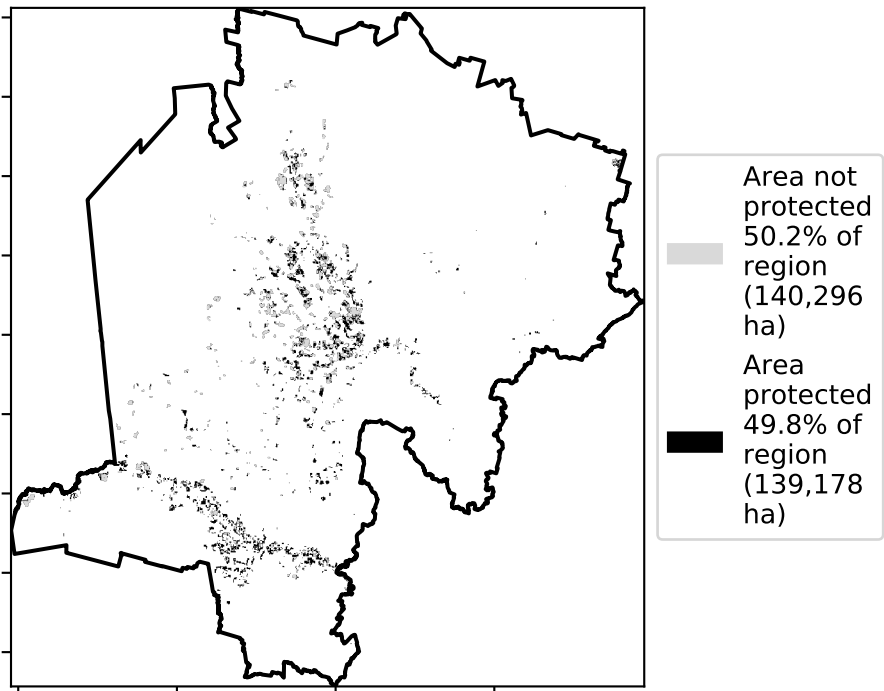 Area not
protected
50.2% of
region
(140,296
ha)
Area
protected
49.8% of
region
(139,178
ha)